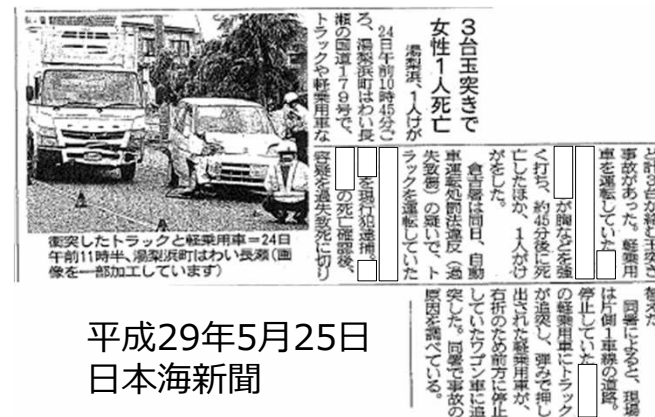 3台玉突きで
女性1人死亡
湯梨浜、1人けが
24日午前10時45分ご
ろ、湯梨浜町はわい長
瀬の国道179号で、
トラックや軽乗用車な
ど計3台が絡む玉突き
事故があった。軽乗用
車を運転していた
が胸などを強
く打ち、約45分後に死
亡したほか、1人がけ
がをした。
倉吉署は同日、自動
車運転処罰法違反(過
失致傷)の疑いで、ト
ラックを運転していた
を現行犯逮捕。
の死亡確認後、
容疑を過失致死に切り
替えた。
同署によると、現場
は片側1車線の道路。
停止していた
の軽乗用車にトラック
が追突し、弾みで押し
出された軽乗用車が、
右折のため前方に停止
していたワゴン車に追
突した。同署で事故の
原因を調べている。
衝突したトラックと軽乗用車=24日
午前11時半、湯梨浜町はわい長瀬(画
像を一部加工しています)
平成29年5月25日
日本海新聞